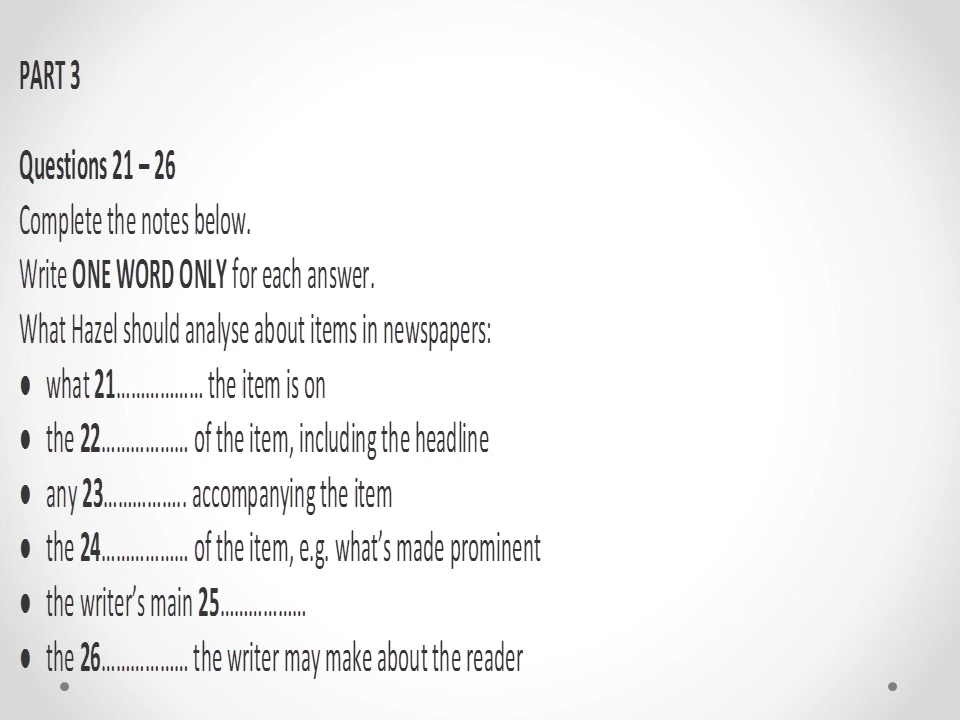 PART 3
Questions 21 – 26
Complete the notes below.
Write ONE WORD ONLY for each answer.
What Hazel should analyse about items in newspapers:
• what 21................. the item is on
• the 22................. of the item, including the headline
• any 23................ accompanying the item
• the 24................. of the item, e.g. what's made prominent
• the writer's main 25.................
• the 26................. the writer may make about the reader